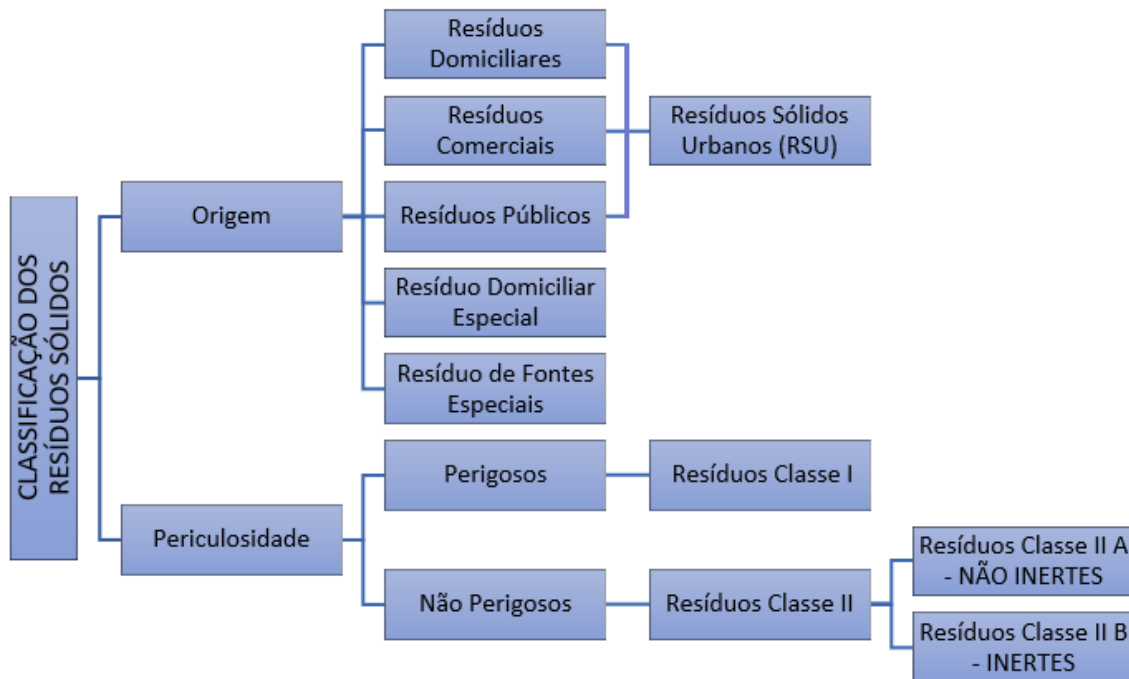 CLASSIFICAÇÃO DOS
RESÍDUOS SÓLIDOS
Origem
Resíduos
Domiciliares
Resíduos
Comerciais
Resíduos Públicos
Resíduos Sólidos
Urbanos (RSU)
Resíduo Domiciliar
Especial
Resíduo de Fontes
Especiais
Periculosidade
Perigosos
Resíduos Classe I
Não Perigosos
Resíduos Classe II
Resíduos Classe II A
- NÃO INERTES
Resíduos Classe II B
- INERTES